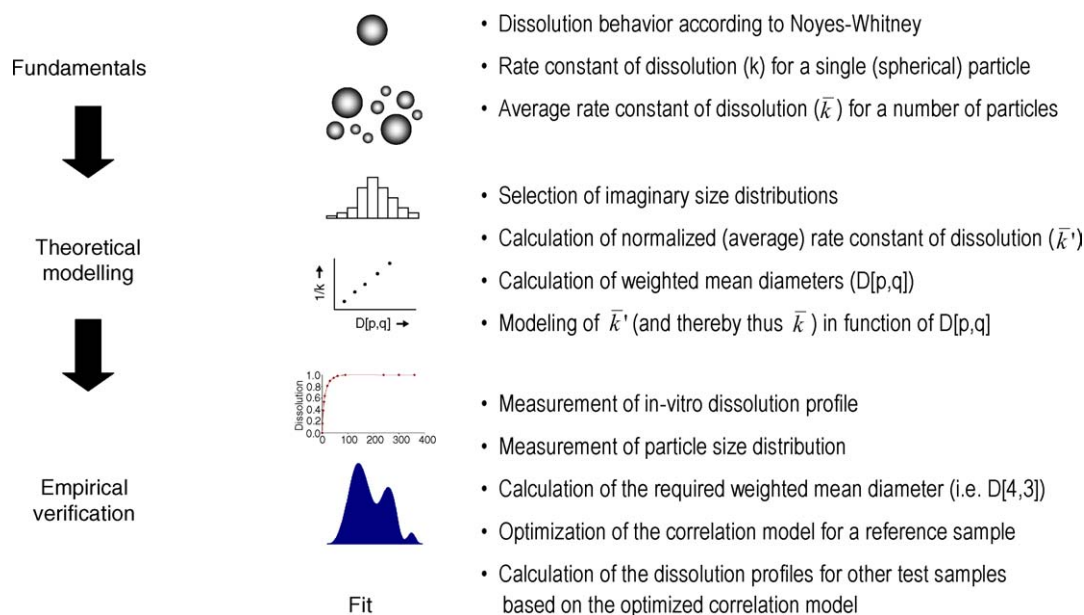 Fundamentals
• Dissolution behavior according to Noyes-Whitney
• Rate constant of dissolution (k) for a single (spherical) particle
• Average rate constant of dissolution (k̅) for a number of particles
Theoretical
modelling
1/k →
D[p,q] →
• Selection of imaginary size distributions
• Calculation of normalized (average) rate constant of dissolution (k̅')
• Calculation of weighted mean diameters (D[p,q])
• Modeling of k̅' (and thereby thus k̅) in function of D[p,q]
Empirical
verification
Dissolution
1.0
0.8
0.6
0.4
0.2
0.0
0 100 200 300 400
Fit
• Measurement of in-vitro dissolution profile
• Measurement of particle size distribution
• Calculation of the required weighted mean diameter (i.e. D[4,3])
• Optimization of the correlation model for a reference sample
• Calculation of the dissolution profiles for other test samples
based on the optimized correlation model